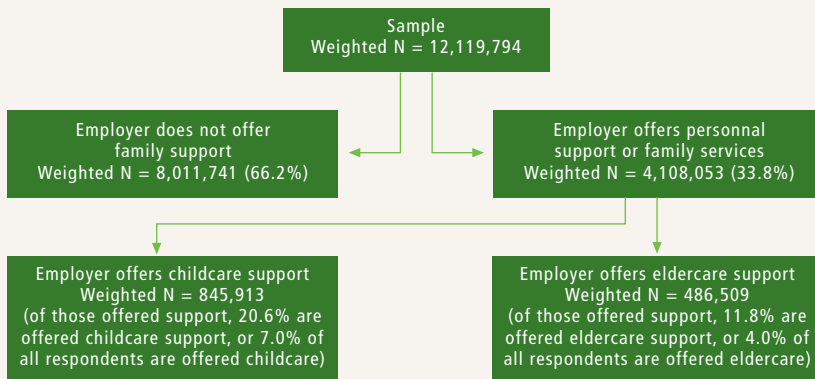 Sample
Weighted N = 12,119,794
Employer does not offer
family support
Weighted N = 8,011,741 (66.2%)
Employer offers personnal
support or family services
Weighted N = 4,108,053 (33.8%)
Employer offers childcare support
Weighted N = 845,913
(of those offered support, 20.6% are
offered childcare support, or 7.0% of
all respondents are offered childcare)
Employer offers eldercare support
Weighted N = 486,509
(of those offered support, 11.8% are
offered eldercare support, or 4.0% of
all respondents are offered eldercare)